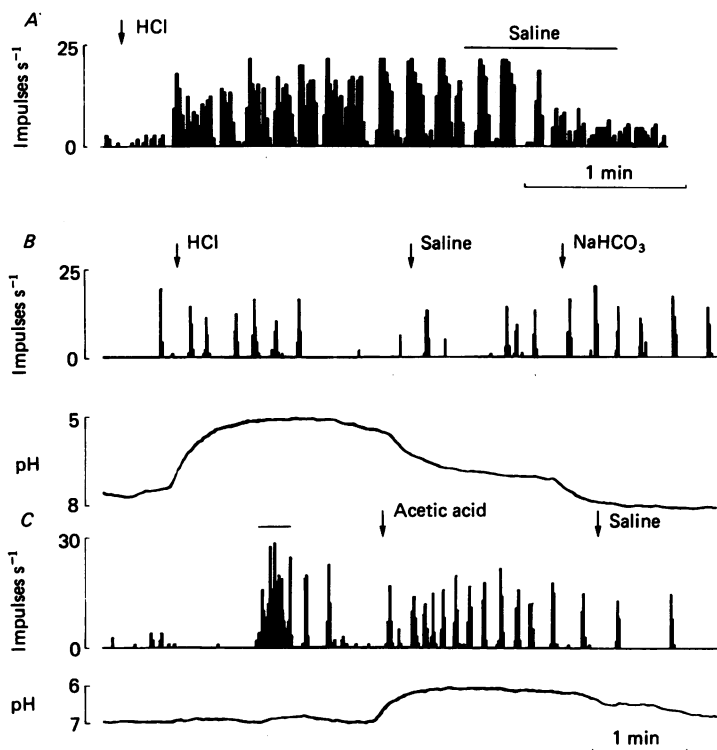 A
HCl
Saline
Impulses s⁻¹
25
0
1 min
B
HCl
Saline
NaHCO₃
Impulses s⁻¹
25
0
pH
5
8
C
Acetic acid
Saline
Impulses s⁻¹
30
0
pH
6
7
1 min